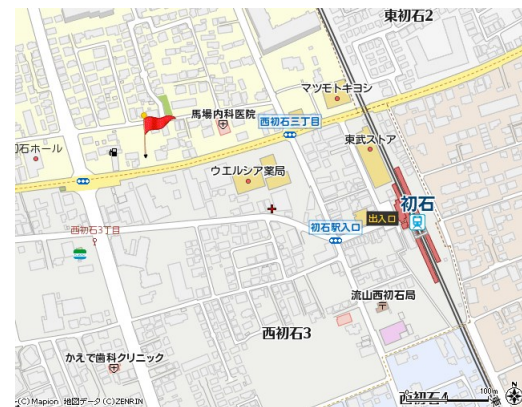 東初石2
マツモトキヨシ
馬場内科医院
西初石三丁目
東武ストア
初石ホール
ウエルシア薬局
初石
出入口
西初石3丁目
初石駅入口
流山西初石局
西初石3
かえで歯科クリニック
西初石4
100m
N
(C) Mapion 地図データ(C)ZENRIN